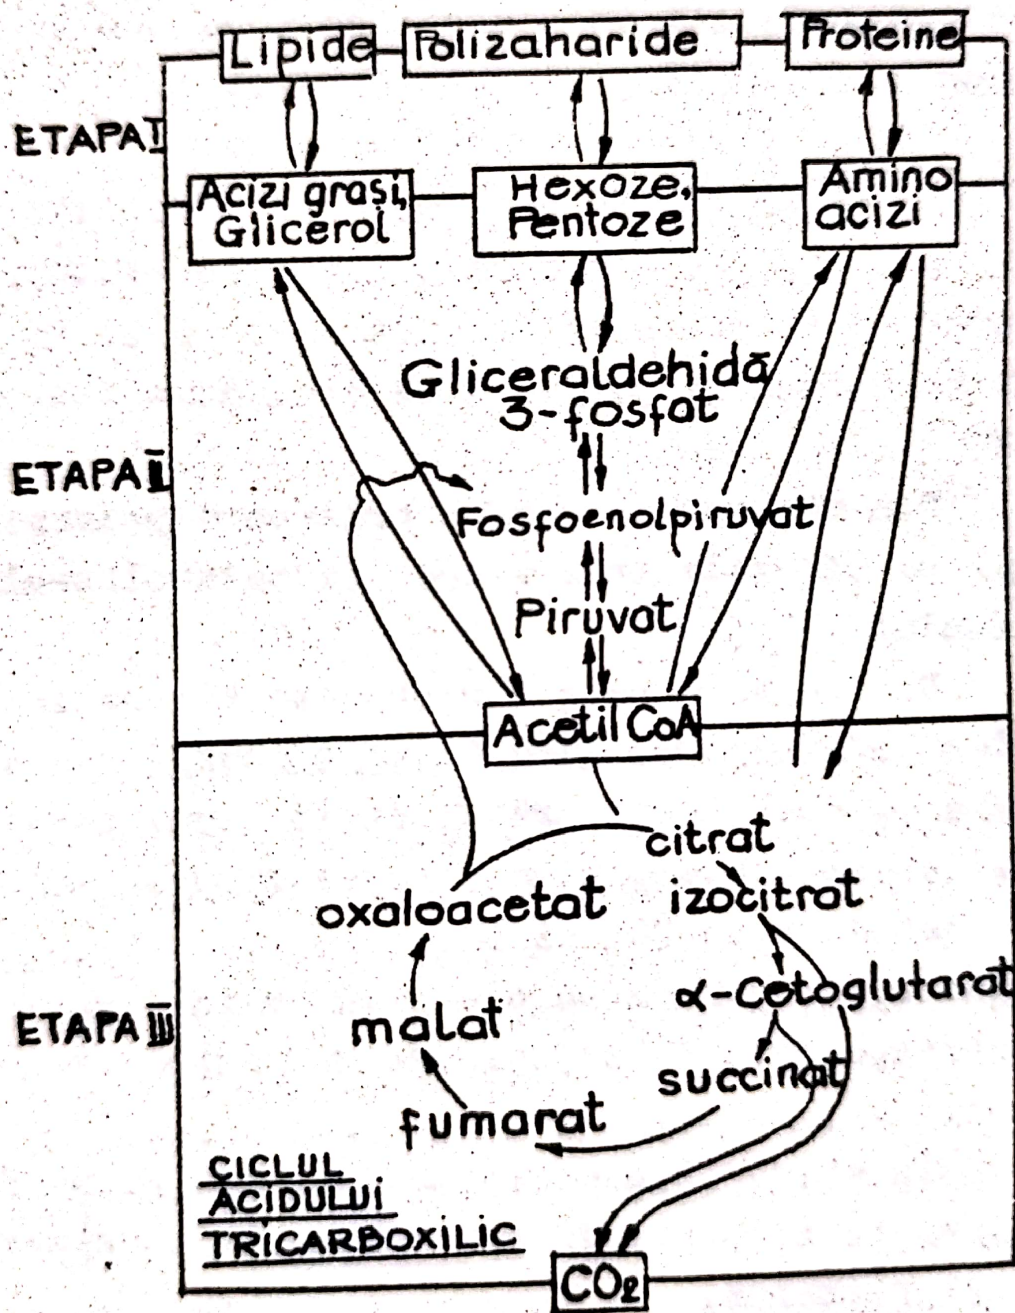 Lipide
Polizaharide
Proteine
ETAPA I
Acizi grași,
Glicerol
Hexoze,
Pentoze
Amino
acizi
Gliceraldehidă
3-fosfat
ETAPA II
Fosfoenolpiruvat
Piruvat
Acetil CoA
citrat
oxaloacetat
izocitrat
α-Cetoglutarat
ETAPA III
malat
succinat
fumarat
CICLUL
ACIDULUI
TRICARBOXILIC
CO2